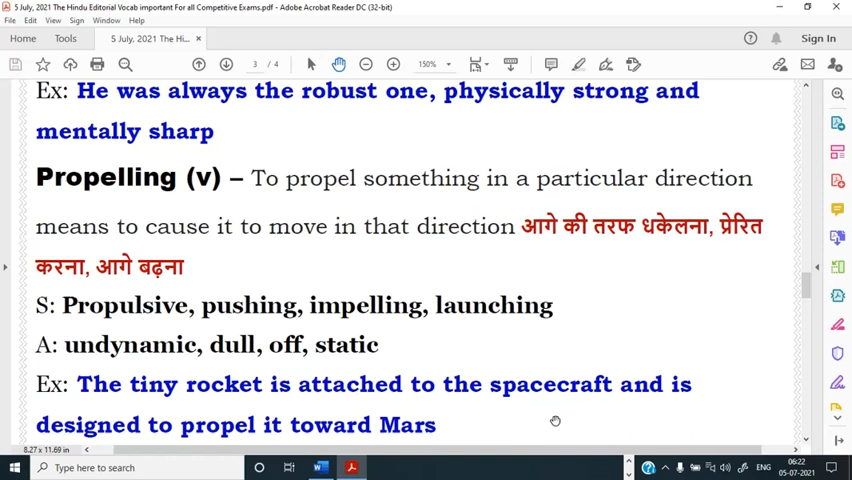 5 July, 2021 The Hindu Editorial Vocab important For all Competitive Exams.pdf - Adobe Acrobat Reader DC (32-bit)
File Edit View Sign Window Help
Home Tools 5 July, 2021 The Hi... × Sign In
3 / 4 150%
Ex: He was always the robust one, physically strong and
mentally sharp
Propelling (v) – To propel something in a particular direction
means to cause it to move in that direction आगे की तरफ धकेलना, प्रेरित
करना, आगे बढ़ना
S: Propulsive, pushing, impelling, launching
A: undynamic, dull, off, static
Ex: The tiny rocket is attached to the spacecraft and is
designed to propel it toward Mars
8.27 x 11.69 in
Type here to search ENG 06:22
05-07-2021